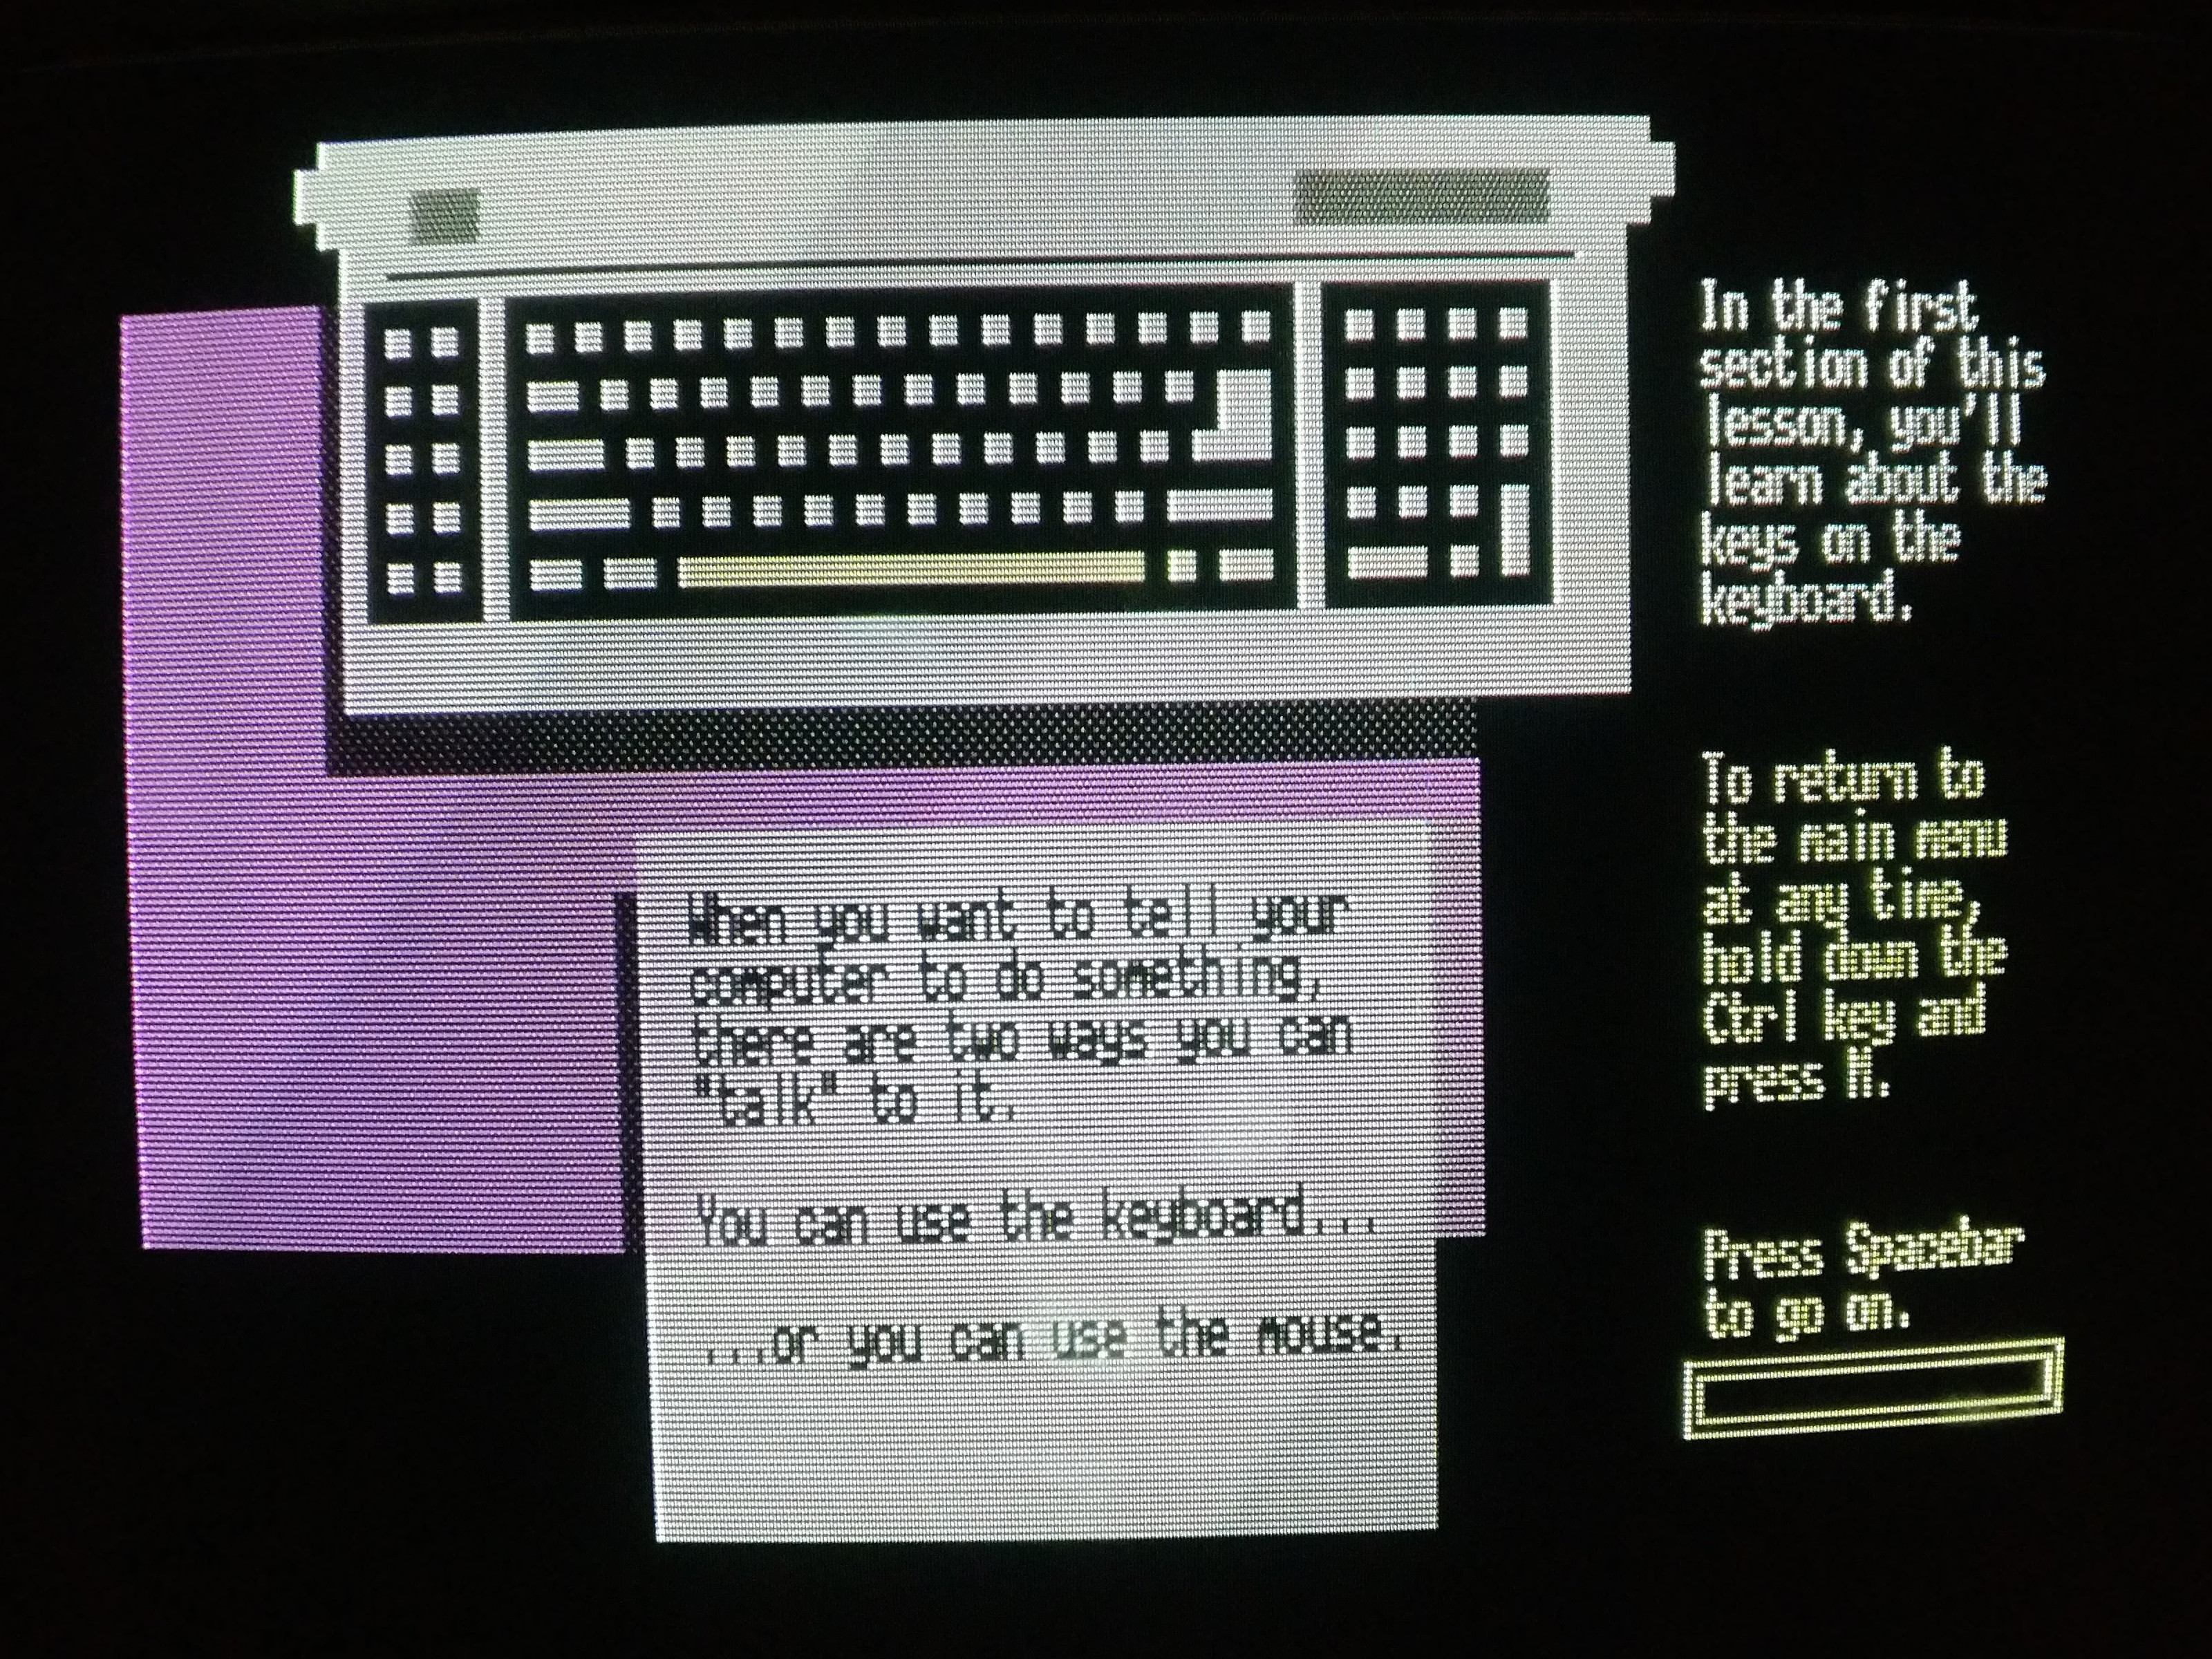 In the first
section of this
lesson, you'll
learn about the
keys on the
keyboard.
To return to
the main menu
at any time,
hold down the
Ctrl key and
press M.
Press Spacebar
to go on.
When you want to tell your
computer to do something,
there are two ways you can
"talk" to it.
You can use the keyboard...
...or you can use the mouse.